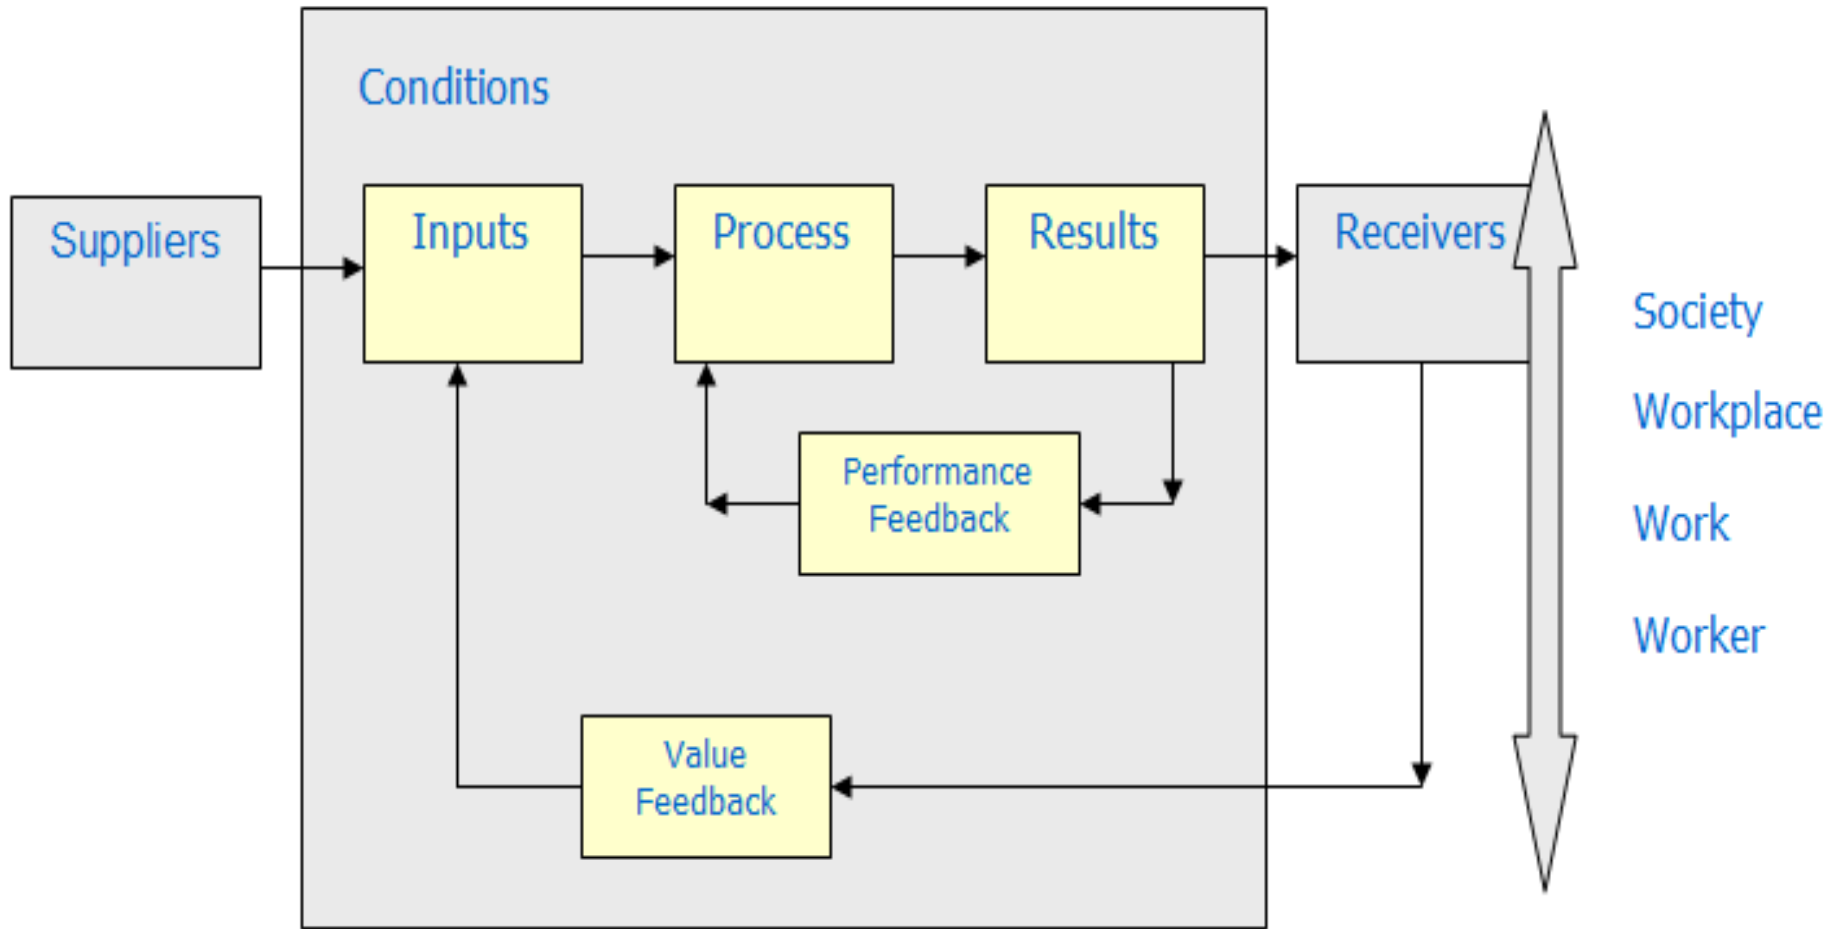 Conditions
Suppliers
Inputs
Process
Results
Receivers
Society
Workplace
Work
Worker
Performance
Feedback
Value
Feedback